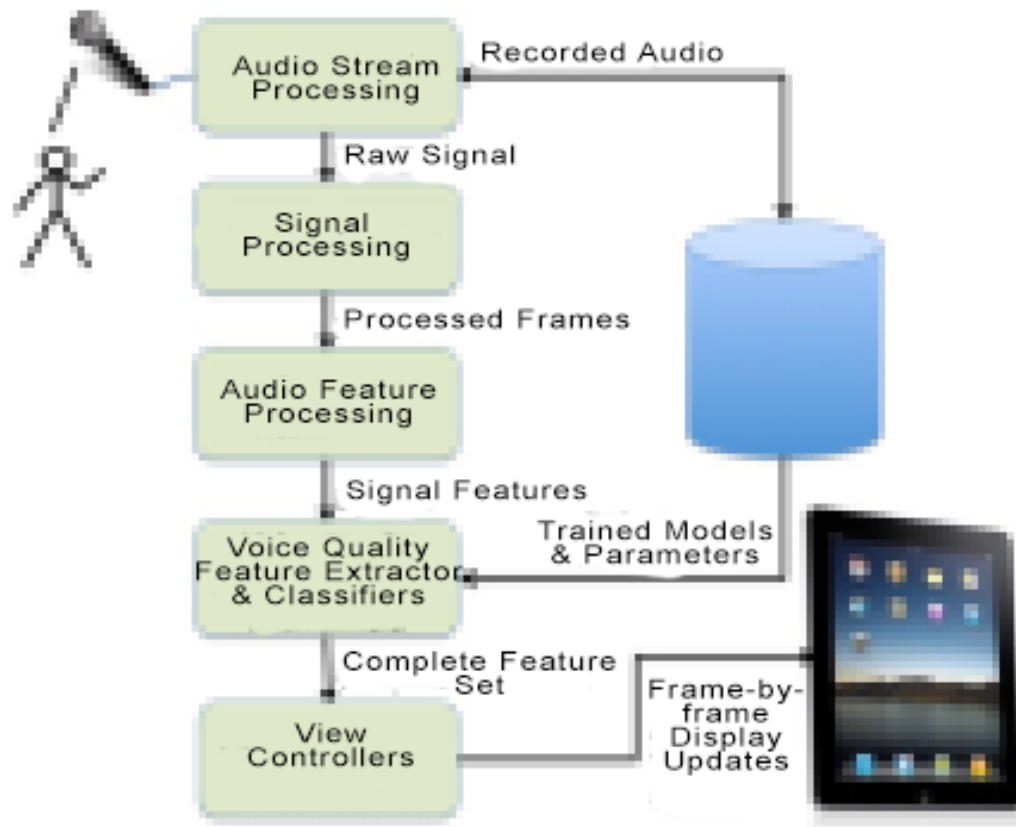 Audio Stream
Processing
Recorded Audio
Raw Signal
Signal
Processing
Processed Frames
Audio Feature
Processing
Signal Features
Voice Quality
Feature Extractor
& Classifiers
Trained Models
& Parameters
Complete Feature
Set
View
Controllers
Frame-by-
frame
Display
Updates